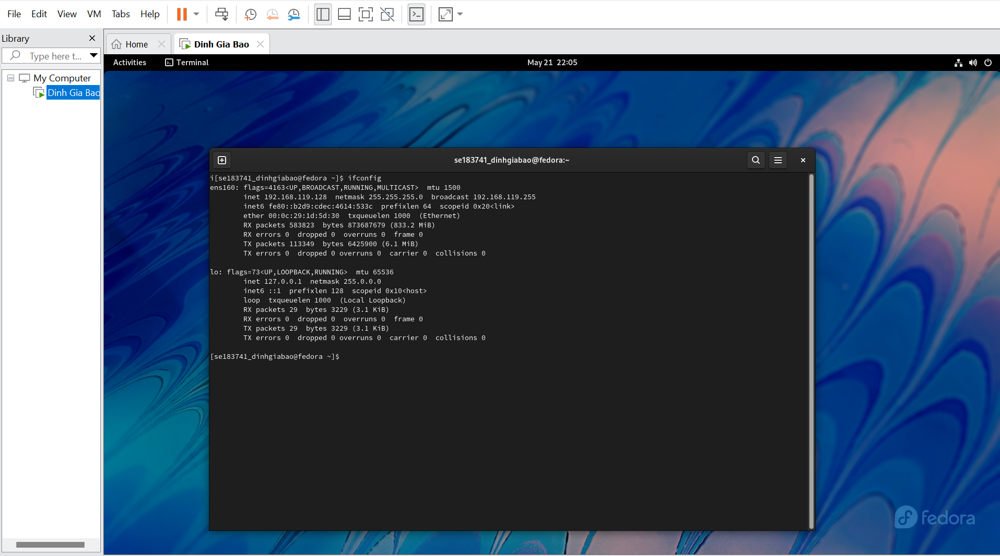 File Edit View VM Tabs Help
Library
Home
Dinh Gia Bao
Type here t...
My Computer
Dinh Gia Bao
Activities Terminal May 21 22:05
se183741_dinhgiabao@fedora:~
i[se183741_dinhgiabao@fedora ~]$ ifconfig
ens160: flags=4163<UP,BROADCAST,RUNNING,MULTICAST>  mtu 1500
        inet 192.168.119.128  netmask 255.255.255.0  broadcast 192.168.119.255
        inet6 fe80::b2d9:cdec:4614:533c  prefixlen 64  scopeid 0x20<link>
        ether 00:0c:29:1d:5d:30  txqueuelen 1000  (Ethernet)
        RX packets 583823  bytes 873687679 (833.2 MiB)
        RX errors 0  dropped 0  overruns 0  frame 0
        TX packets 113349  bytes 6425900 (6.1 MiB)
        TX errors 0  dropped 0 overruns 0  carrier 0  collisions 0
lo: flags=73<UP,LOOPBACK,RUNNING>  mtu 65536
        inet 127.0.0.1  netmask 255.0.0.0
        inet6 ::1  prefixlen 128  scopeid 0x10<host>
        loop  txqueuelen 1000  (Local Loopback)
        RX packets 29  bytes 3229 (3.1 KiB)
        RX errors 0  dropped 0  overruns 0  frame 0
        TX packets 29  bytes 3229 (3.1 KiB)
        TX errors 0  dropped 0 overruns 0  carrier 0  collisions 0
[se183741_dinhgiabao@fedora ~]$
fedora